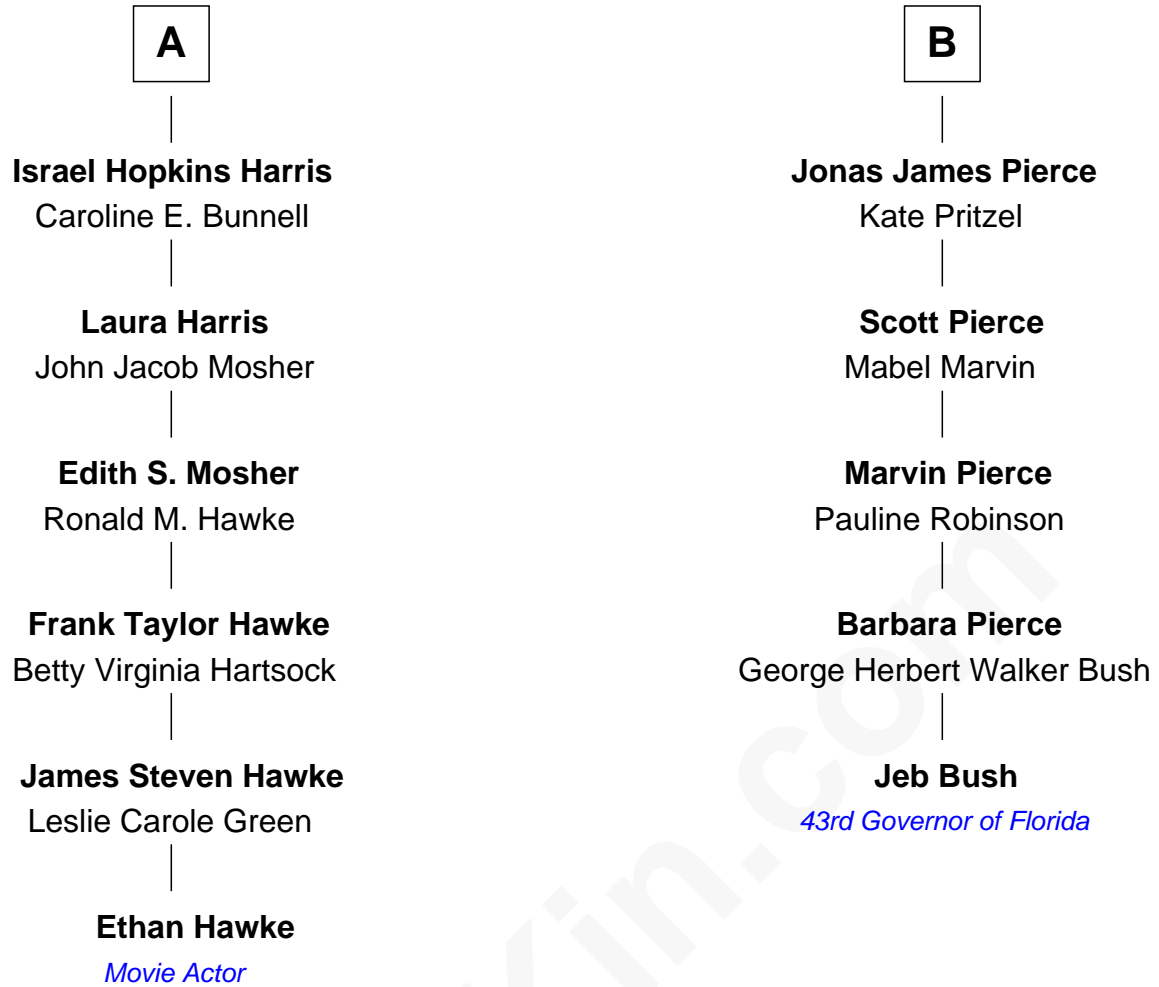 A
Israel Hopkins Harris
Caroline E. Bunnell
Laura Harris
John Jacob Mosher
Edith S. Mosher
Ronald M. Hawke
Frank Taylor Hawke
Betty Virginia Hartsock
James Steven Hawke
Leslie Carole Green
Ethan Hawke
Movie Actor
B
Jonas James Pierce
Kate Pritzel
Scott Pierce
Mabel Marvin
Marvin Pierce
Pauline Robinson
Barbara Pierce
George Herbert Walker Bush
Jeb Bush
43rd Governor of Florida